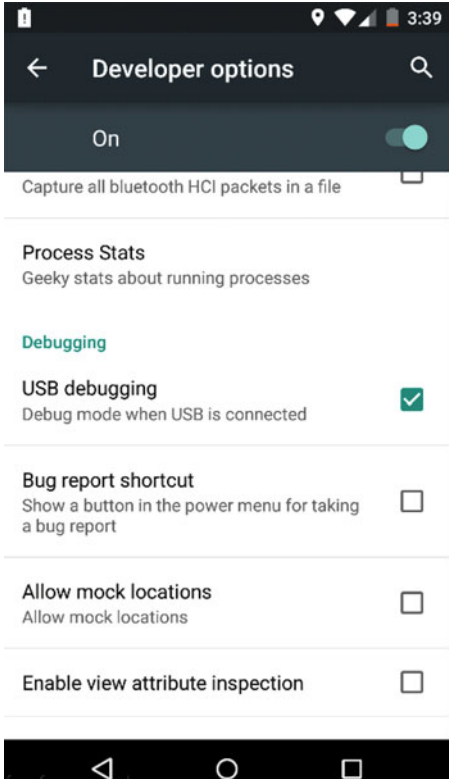 3:39
Developer options
On
Capture all bluetooth HCI packets in a file
Process Stats
Geeky stats about running processes
Debugging
USB debugging
Debug mode when USB is connected
Bug report shortcut
Show a button in the power menu for taking
a bug report
Allow mock locations
Allow mock locations
Enable view attribute inspection